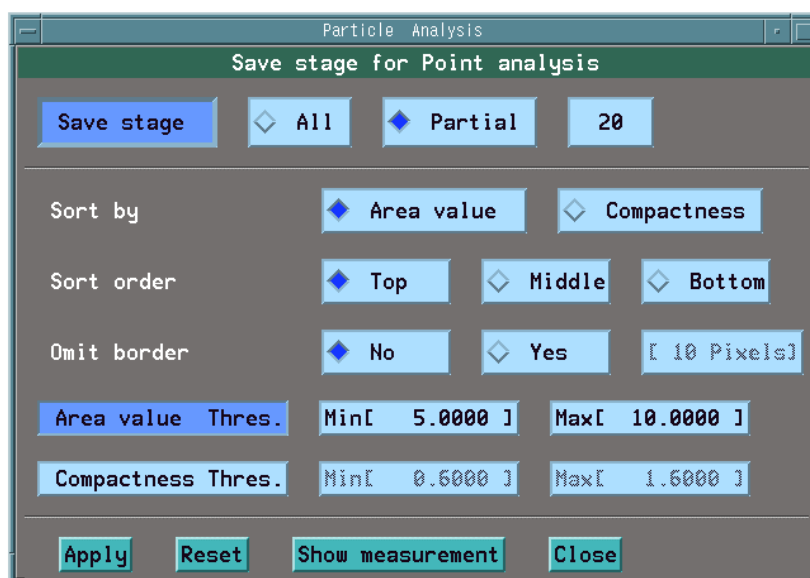 Particle Analysis
Save stage for Point analysis
Save stage All Partial 20
Sort by Area value Compactness
Sort order Top Middle Bottom
Omit border No Yes [ 10 Pixels]
Area value Thres. Min[ 5.0000 ] Max[ 10.0000 ]
Compactness Thres. Min[ 0.6000 ] Max[ 1.6000 ]
Apply Reset Show measurement Close